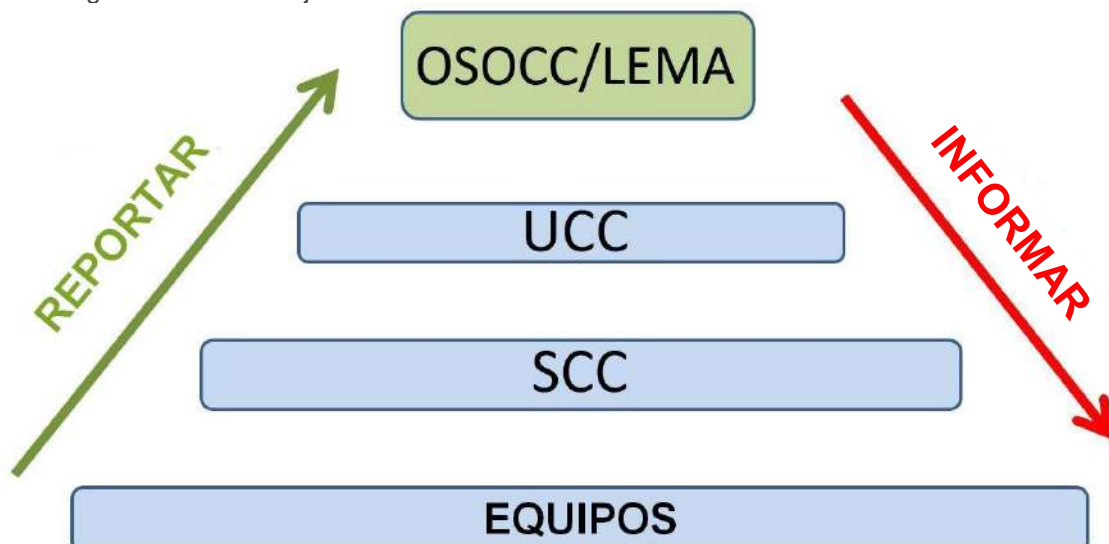 OSOCC/LEMA
REPORTAR
INFORMAR
UCC
SCC
EQUIPOS